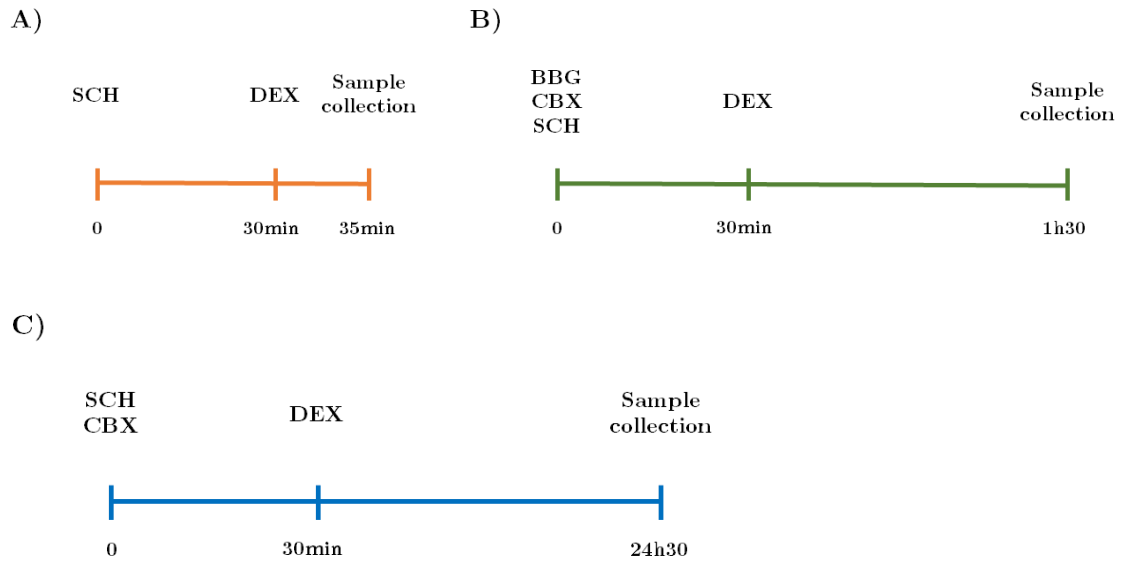 A)
SCH
DEX
Sample
collection
0
30min
35min
B)
BBG
CBX
SCH
DEX
Sample
collection
0
30min
1h30
C)
SCH
CBX
DEX
Sample
collection
0
30min
24h30